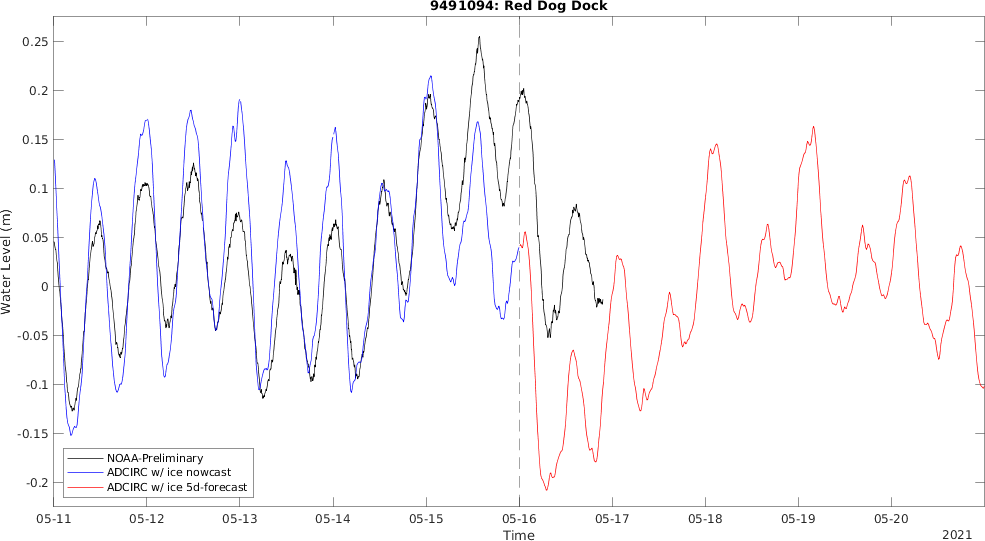 9491094: Red Dog Dock
0.25
0.2
0.15
0.1
0.05
0
-0.05
-0.1
-0.15
-0.2
Water Level (m)
NOAA-Preliminary
ADCIRC w/ ice nowcast
ADCIRC w/ ice 5d-forecast
05-11 05-12 05-13 05-14 05-15 05-16 05-17 05-18 05-19 05-20
Time
2021